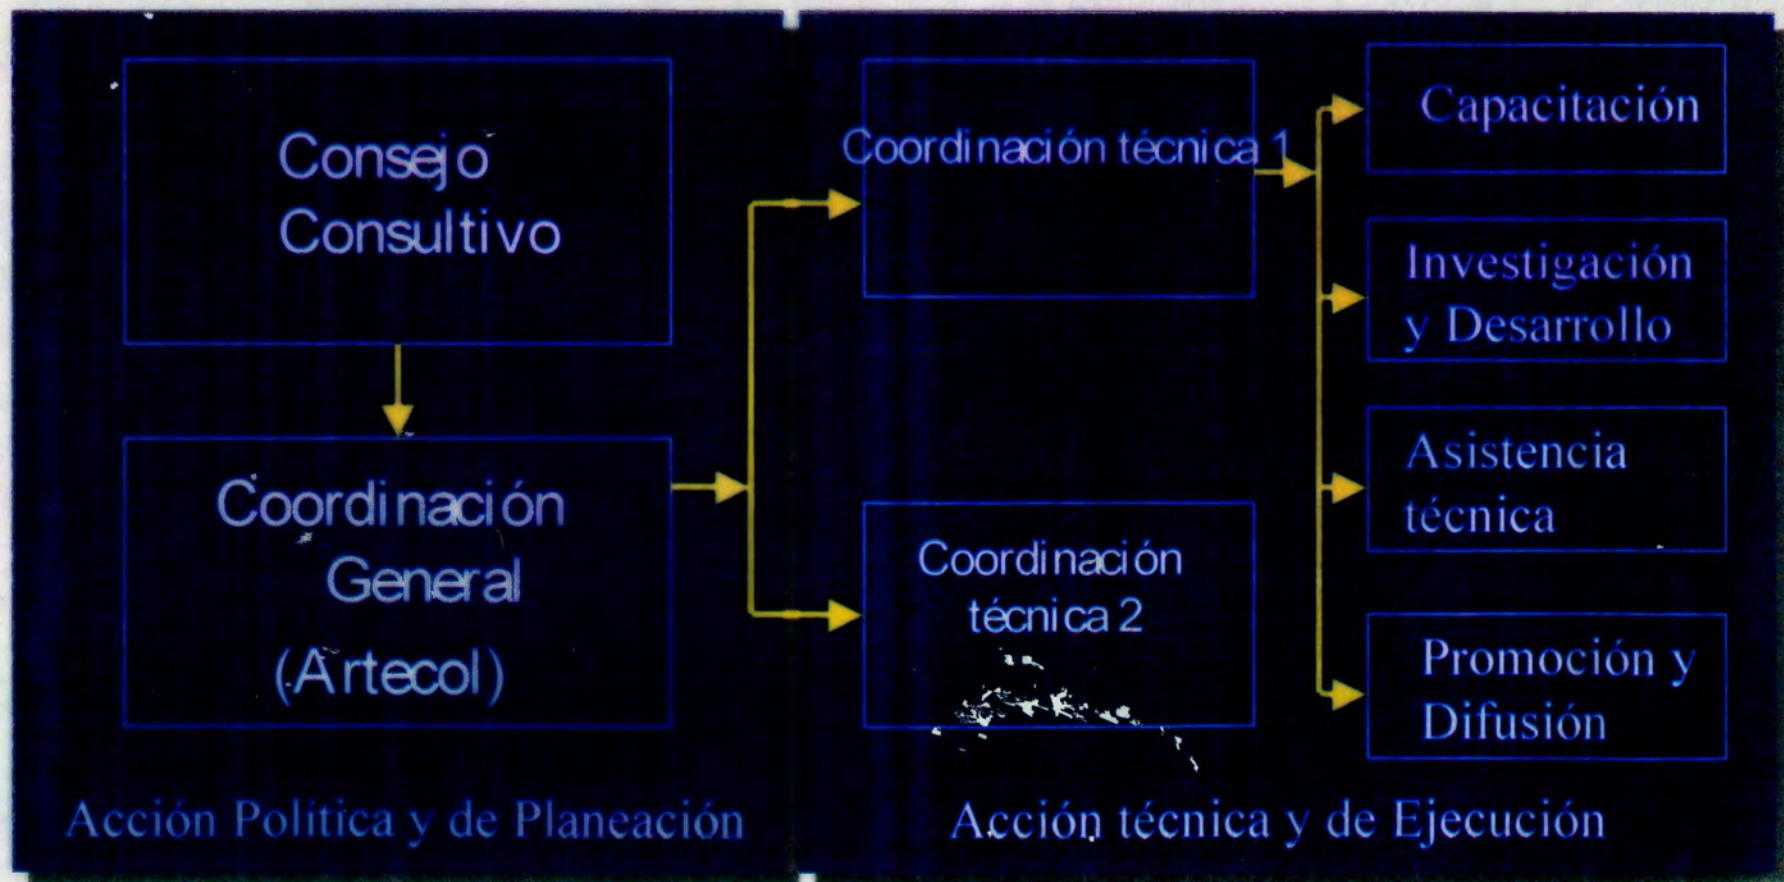 Consejo
Consultivo
Coordinación
General
(Artecol)
Acción Política y de Planeación
Coordinación técnica 1
Coordinación
técnica 2
Capacitación
Investigación
y Desarrollo
Asistencia
técnica
Promoción y
Difusión
Acción técnica y de Ejecución